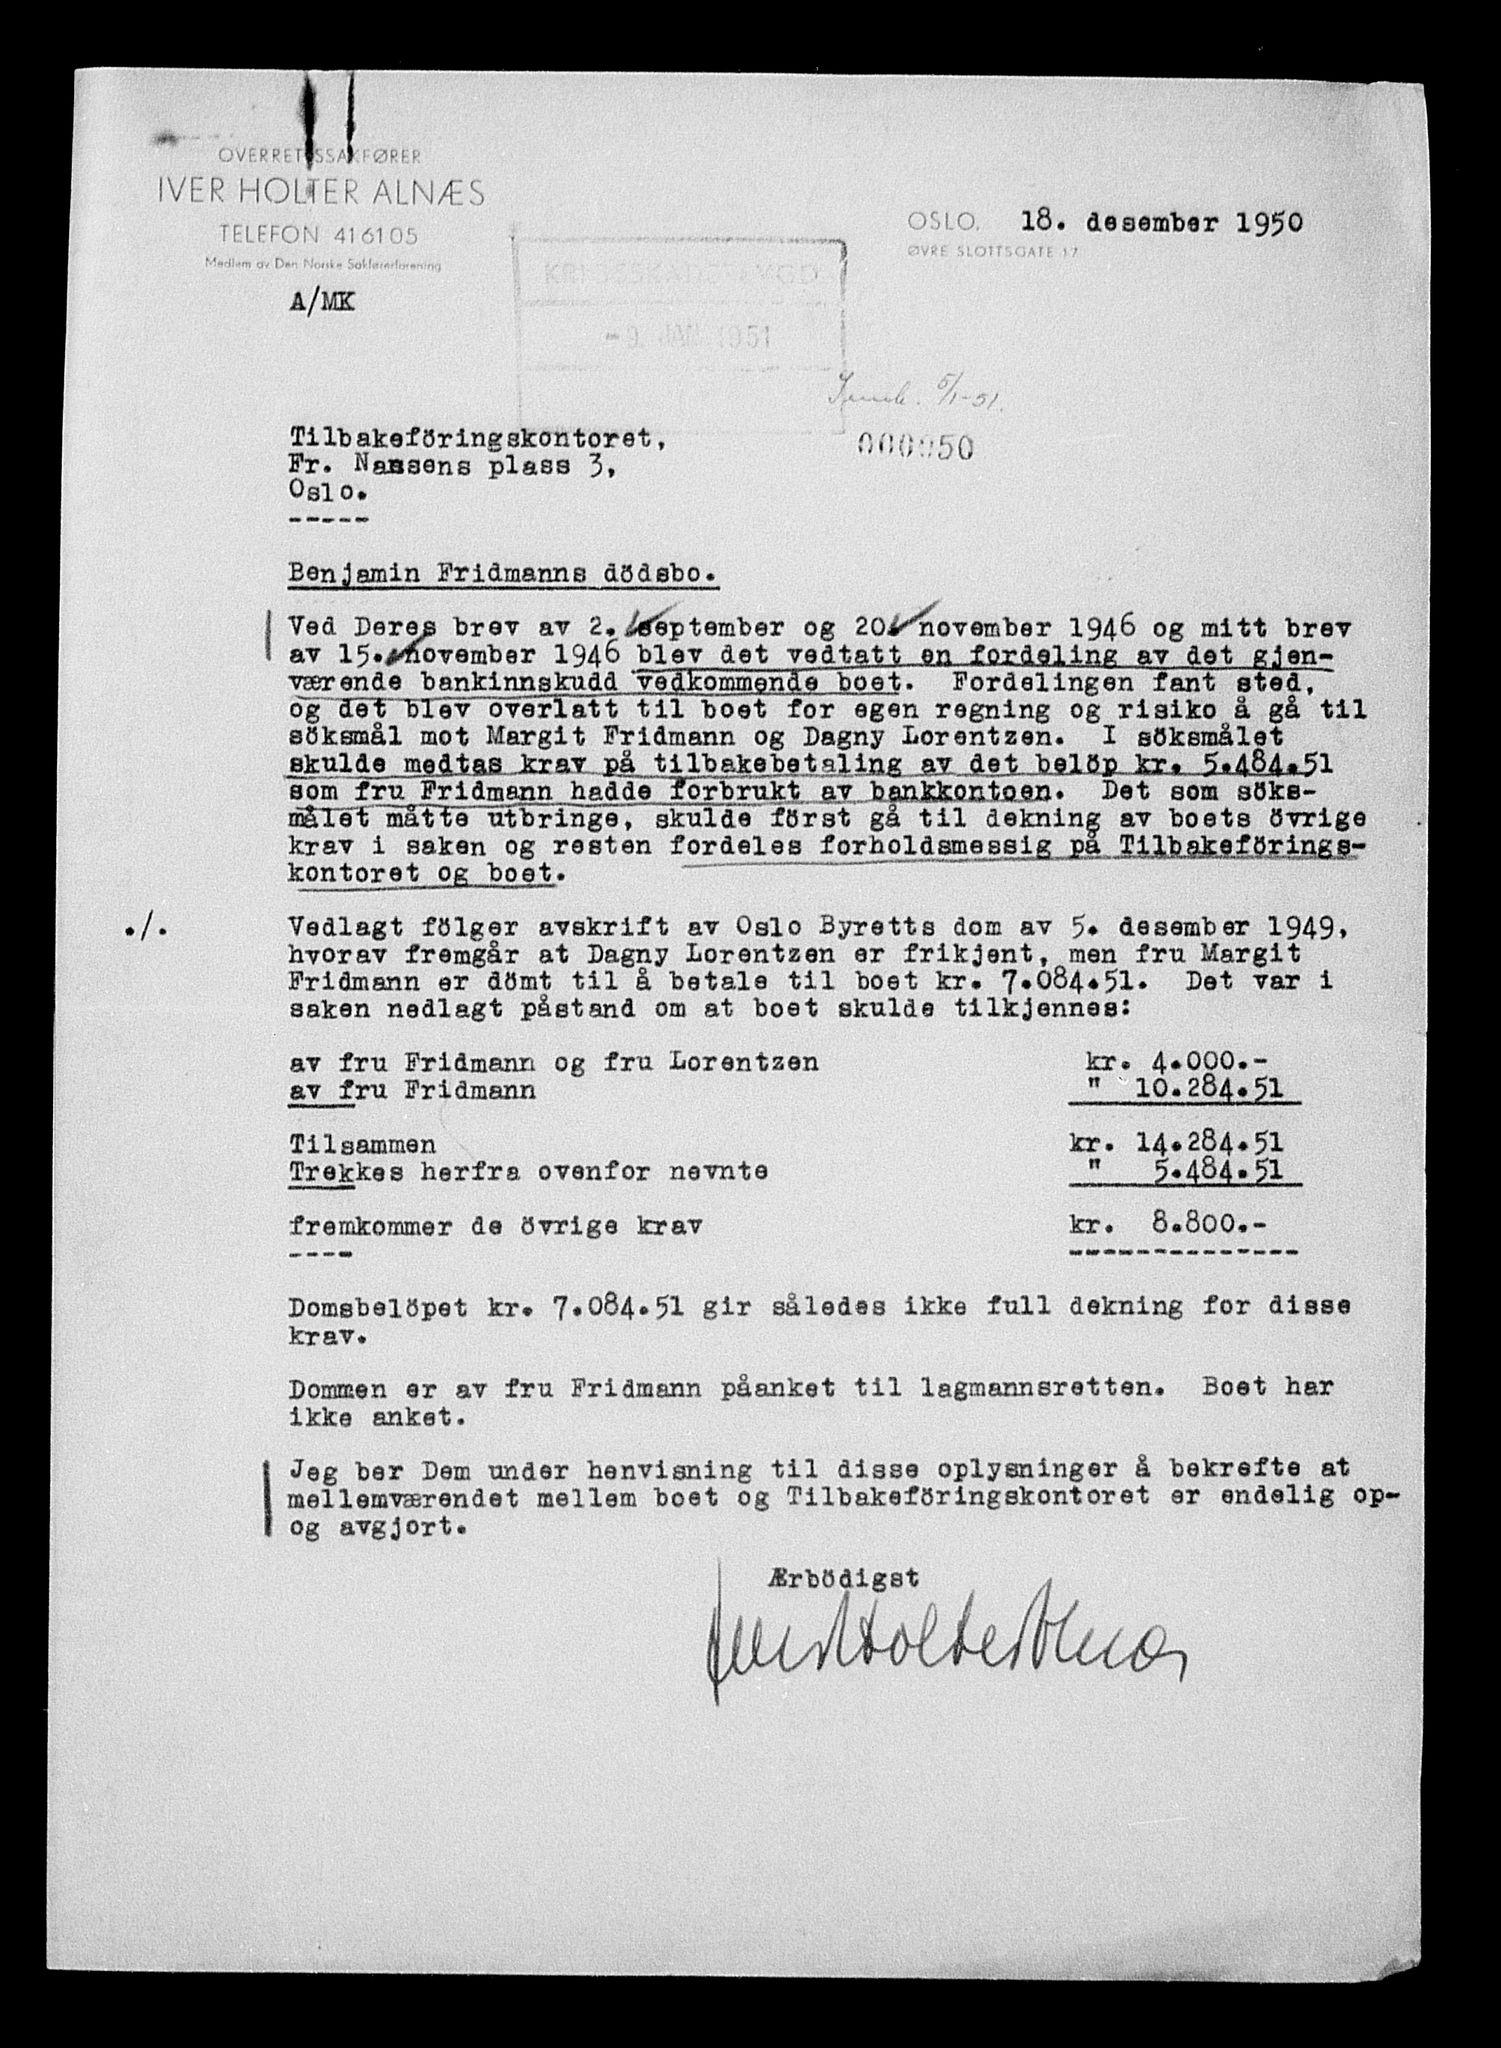 OVERRETSSAKFØRER
IVER HOLTER ALNÆS
TELEFON 416105
Medlem av Den Norske Sakførerforening
OSLO, 18. desember 1950
ØVRE SLOTTSGATE 17
A/MK
-9. JAN. 1951
5/1-51.
Tilbakeföringskontoret,
000050
Fr. Nansens plass 3,
Oslo.
-----
Benjamin Fridmanns dödsbo.
Ved Deres brev av 2. september og 20. november 1946 og mitt brev
av 15. november 1946 blev det vedtatt en fordeling av det gjen-
værende bankinnskudd vedkommende boet. Fordelingen fant sted,
og det blev overlatt til boet for egen regning og risiko å gå til
söksmål mot Margit Fridmann og Dagny Lorentzen. I söksmålet
skulde medtas krav på tilbakebetaling av det belöp kr. 5.484.51
som fru Fridmann hadde forbrukt av bankkontoen. Det som söks-
målet måtte utbringe, skulde först gå til dekning av boets övrige
krav i saken og resten fordeles forholdsmessig på Tilbakeförings-
kontoret og boet.
./. Vedlagt fölger avskrift av Oslo Byretts dom av 5. desember 1949,
hvorav fremgår at Dagny Lorentzen er frikjent, men fru Margit
Fridmann er dömt til å betale til boet kr. 7.084.51. Det var i
saken nedlagt påstand om at boet skulde tilkjennes:
av fru Fridmann og fru Lorentzen kr. 4.000.-
av fru Fridmann " 10.284.51
Tilsammen kr. 14.284.51
Trekkes herfra ovenfor nevnte " 5.484.51
fremkommer de övrige krav kr. 8.800.-
----
Domsbelöpet kr. 7.084.51 gir således ikke full dekning for disse
krav.
Dommen er av fru Fridmann påanket til lagmannsretten. Boet har
ikke anket.
Jeg ber Dem under henvisning til disse oplysninger å bekrefte at
mellemværendet mellem boet og Tilbakeföringskontoret er endelig op-
og avgjort.
Ærbödigst
Iver Holter Alnæs